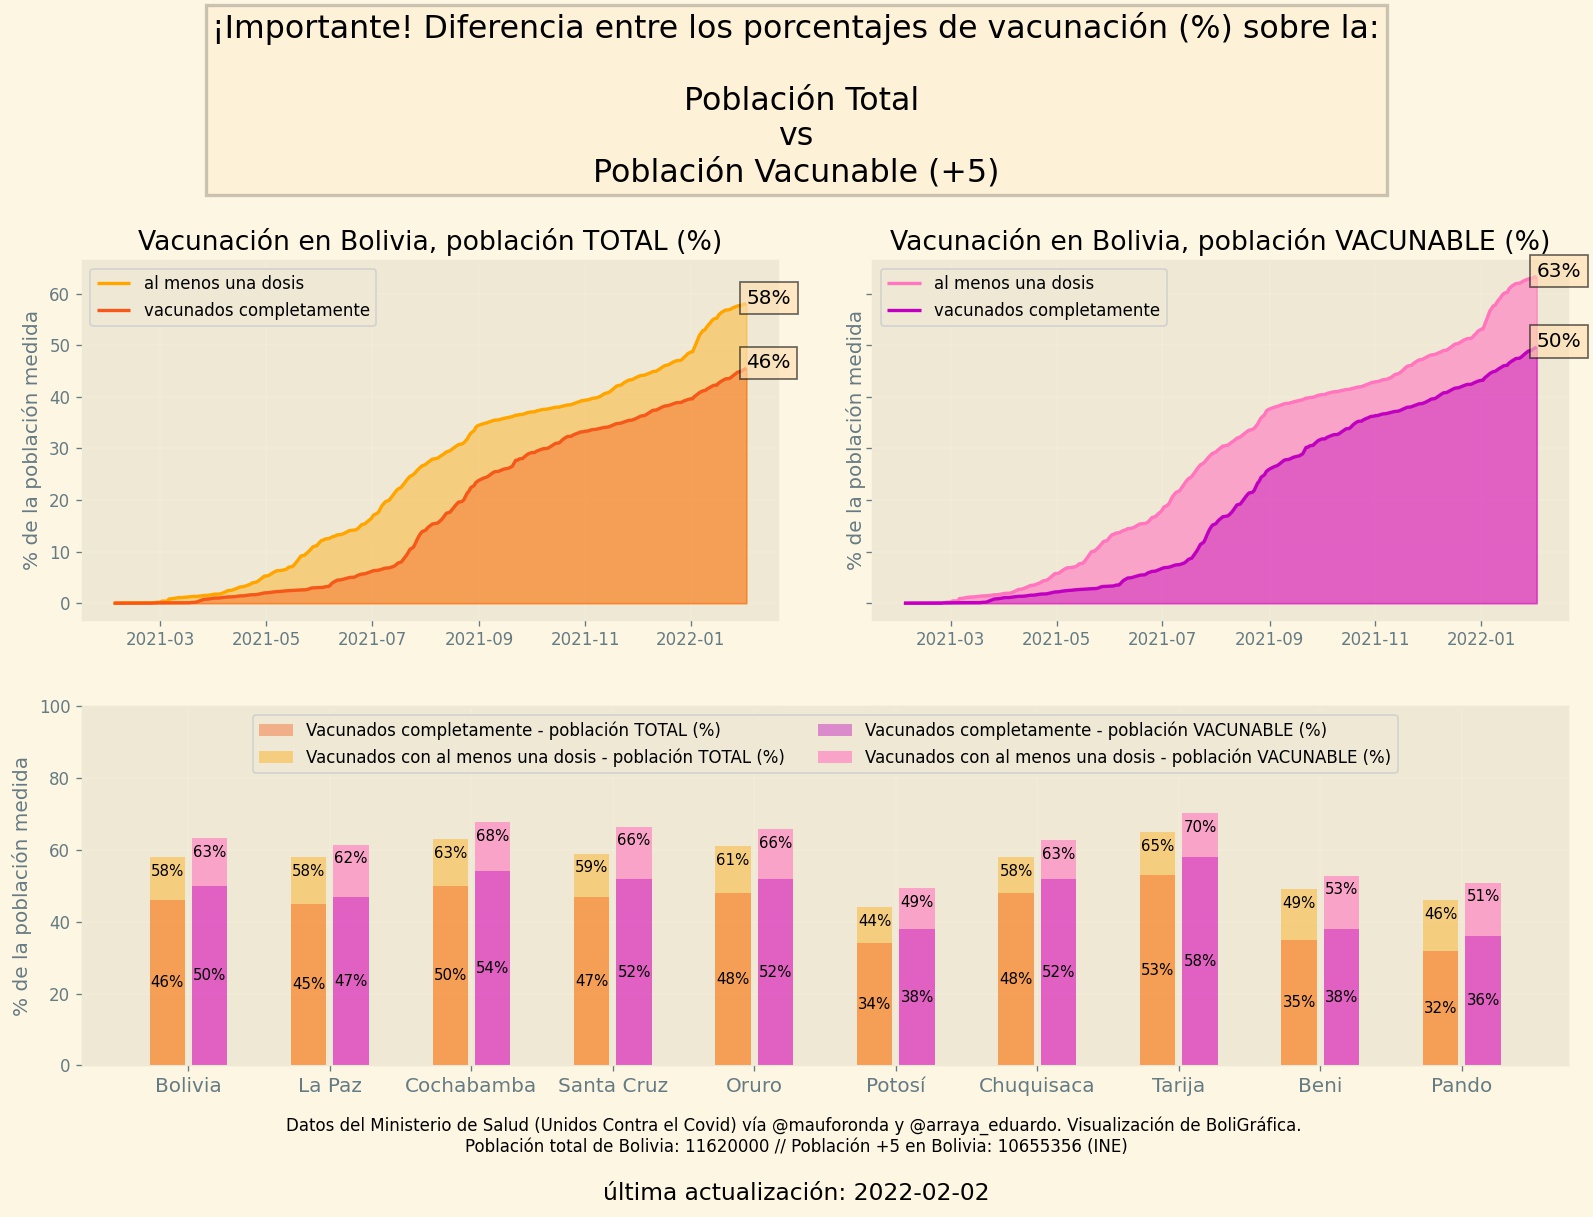 ¡Importante! Diferencia entre los porcentajes de vacunación (%) sobre la:
Población Total
vs
Población Vacunable (+5)
Vacunación en Bolivia, población TOTAL (%)
al menos una dosis
vacunados completamente
58%
46%
% de la población medida
60
50
40
30
20
10
0
2021-03 2021-05 2021-07 2021-09 2021-11 2022-01
Vacunación en Bolivia, población VACUNABLE (%)
al menos una dosis
vacunados completamente
63%
50%
% de la población medida
2021-03 2021-05 2021-07 2021-09 2021-11 2022-01
Vacunados completamente - población TOTAL (%)
Vacunados con al menos una dosis - población TOTAL (%)
Vacunados completamente - población VACUNABLE (%)
Vacunados con al menos una dosis - población VACUNABLE (%)
% de la población medida
100
80
60
40
20
0
58% 63% 58% 62% 63% 68% 59% 66% 61% 66% 44% 49% 58% 63% 65% 70% 49% 53% 46% 51%
46% 50% 45% 47% 50% 54% 47% 52% 48% 52% 34% 38% 48% 52% 53% 58% 35% 38% 32% 36%
Bolivia La Paz Cochabamba Santa Cruz Oruro Potosí Chuquisaca Tarija Beni Pando
Datos del Ministerio de Salud (Unidos Contra el Covid) vía @mauforonda y @arraya_eduardo. Visualización de BoliGráfica.
Población total de Bolivia: 11620000 // Población +5 en Bolivia: 10655356 (INE)
última actualización: 2022-02-02